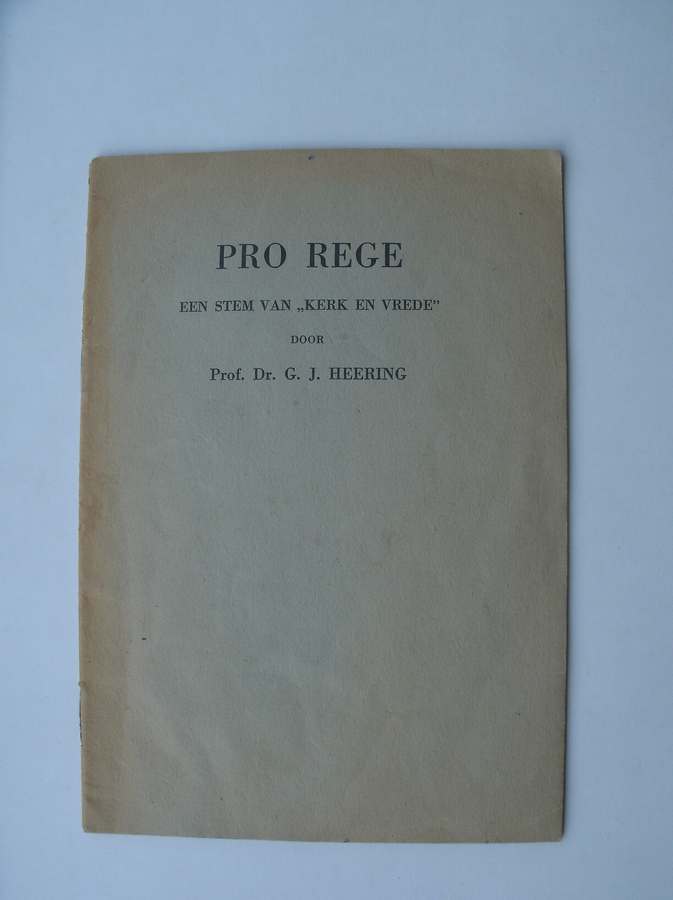 PRO REGE
EEN STEM VAN „KERK EN VREDE”
DOOR
Prof. Dr. G. J. HEERING